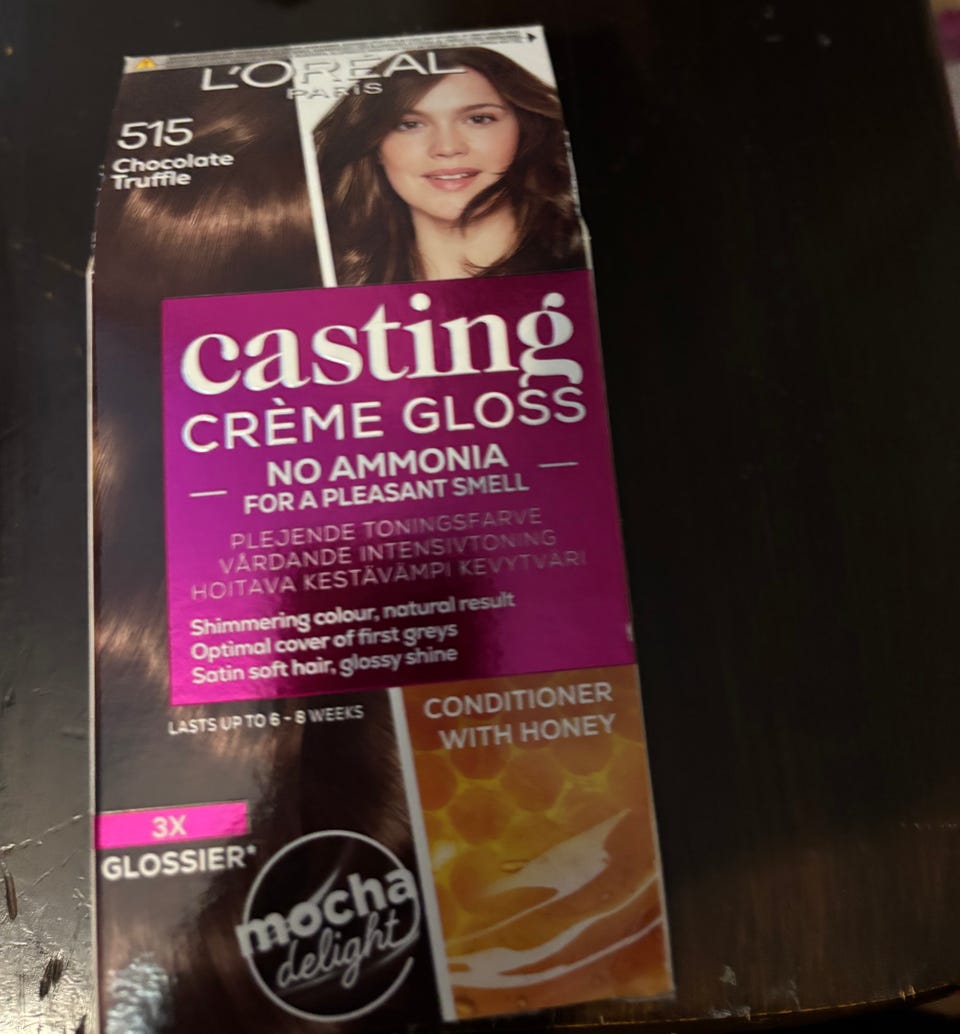 L'ORÉAL
PARIS
515
Chocolate
Truffle
casting
CRÈME GLOSS
NO AMMONIA
FOR A PLEASANT SMELL
PLEJENDE TONINGSFARVE
VÅRDANDE INTENSIVTONING
HOITAVA KESTÄVÄMPI KEVYTVÄRI
Shimmering colour, natural result
Optimal cover of first greys
Satin soft hair, glossy shine
LASTS UP TO 6 - 8 WEEKS
CONDITIONER
WITH HONEY
3X
GLOSSIER*
mocha
delight